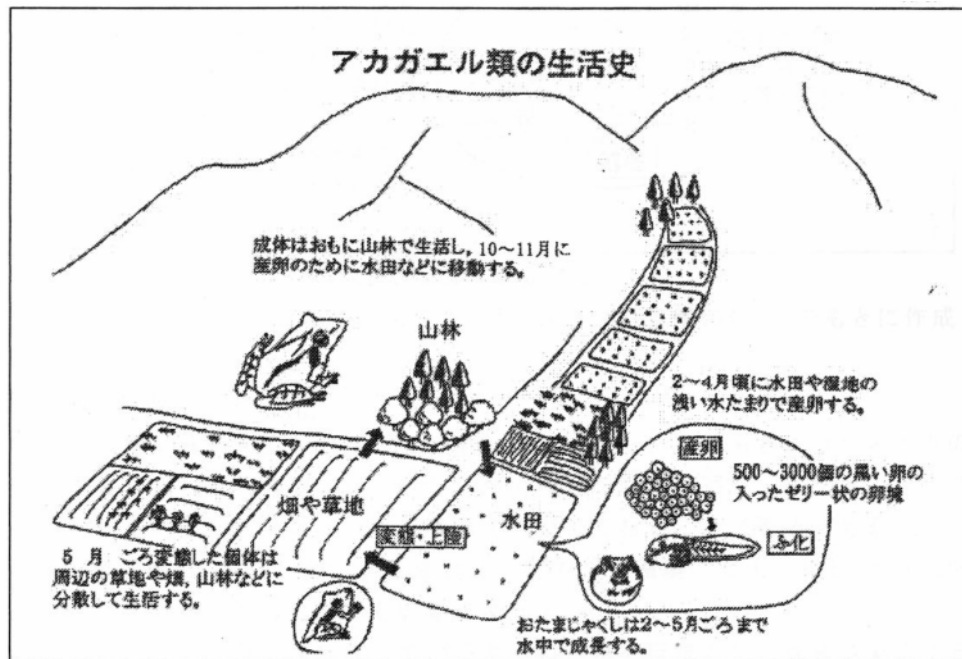 アカガエル類の生活史
成体はおもに山林で生活し，10～11月に
産卵のために水田などに移動する。
山林
2～4月頃に水田や湿地の
浅い水たまりで産卵する。
産卵
500～3000個の黒い卵の
入ったゼリー状の卵塊
ふ化
畑や草地
水田
変態・上陸
5 月 ごろ変態した個体は
周辺の草地や畑，山林などに
分散して生活する。
おたまじゃくしは2～5月ごろまで
水中で成長する。